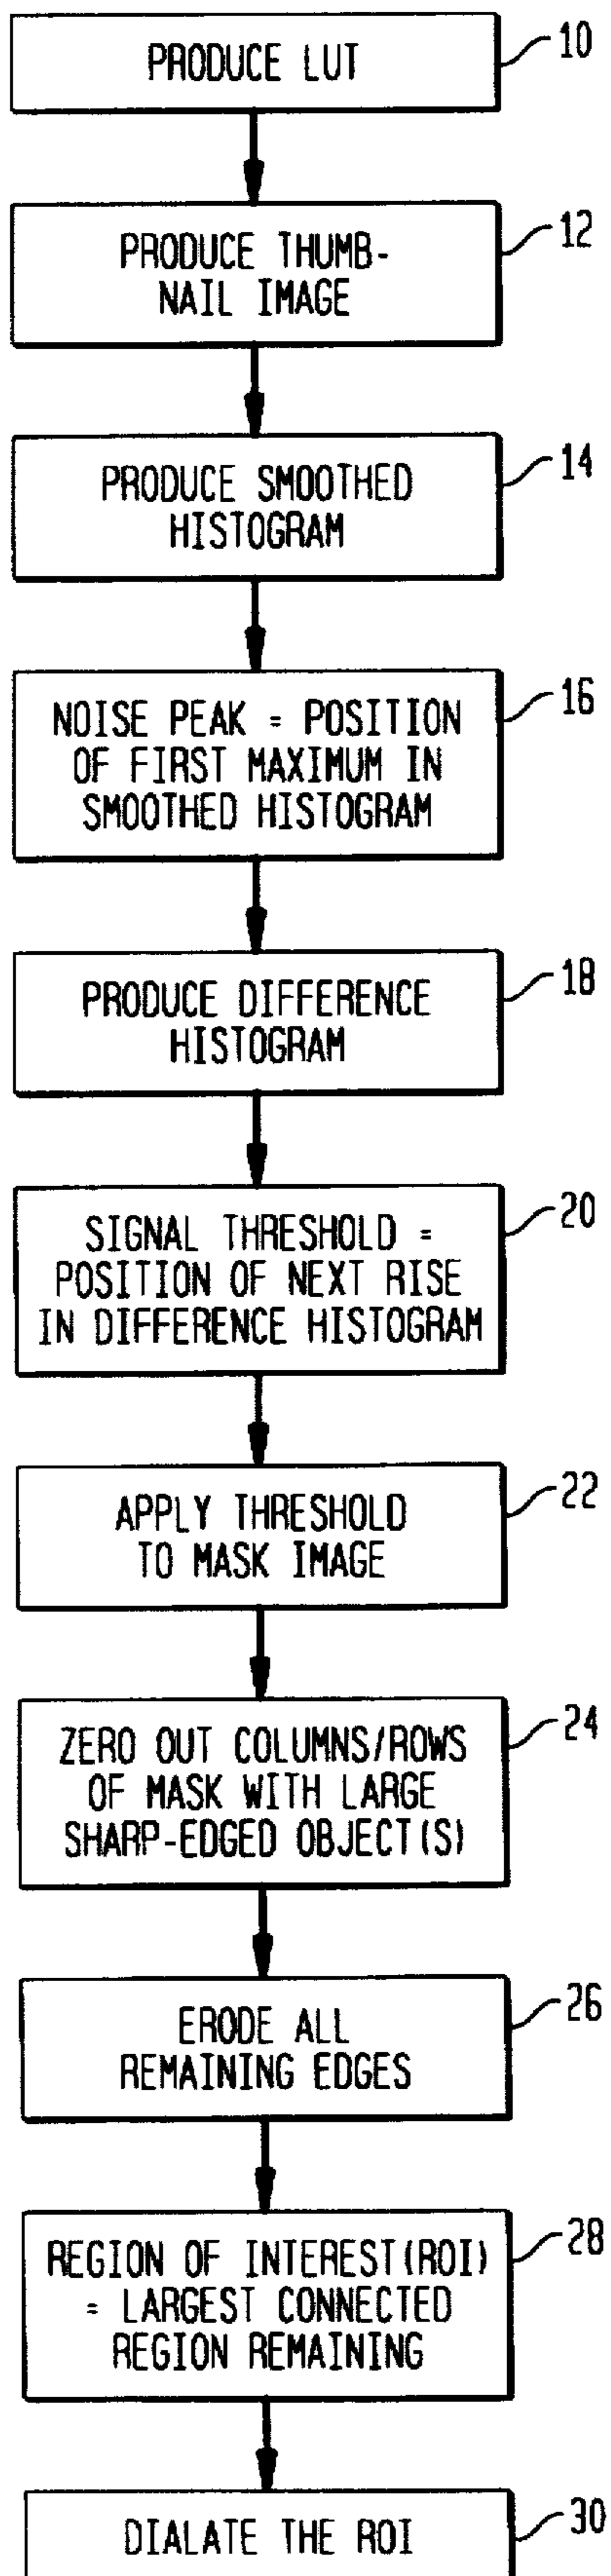 PRODUCE LUT
10
PRODUCE THUMB-
NAIL IMAGE
12
PRODUCE SMOOTHED
HISTOGRAM
14
NOISE PEAK = POSITION
OF FIRST MAXIMUM IN
SMOOTHED HISTOGRAM
16
PRODUCE DIFFERENCE
HISTOGRAM
18
SIGNAL THRESHOLD =
POSITION OF NEXT RISE
IN DIFFERENCE HISTOGRAM
20
APPLY THRESHOLD
TO MASK IMAGE
22
ZERO OUT COLUMNS/ROWS
OF MASK WITH LARGE
SHARP-EDGED OBJECT(S)
24
ERODE ALL
REMAINING EDGES
26
REGION OF INTEREST(ROI)
= LARGEST CONNECTED
REGION REMAINING
28
DIALATE THE ROI
30